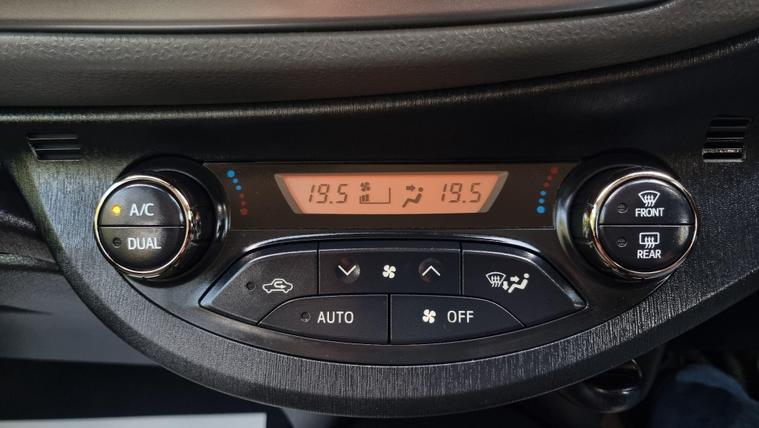 19.5 19.5
A/C
DUAL
FRONT
REAR
AUTO
OFF